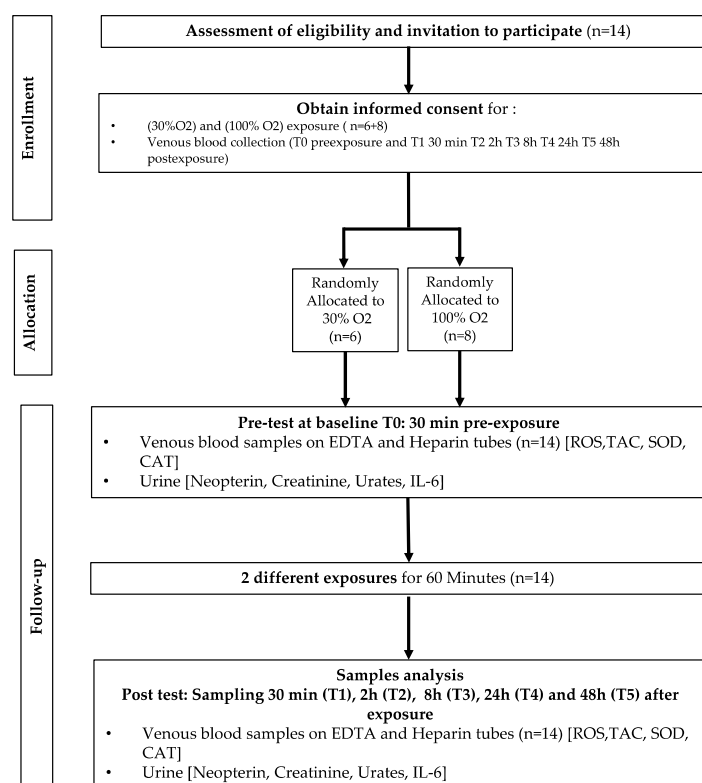 Enrollment
Assessment of eligibility and invitation to participate (n=14)
Obtain informed consent for :
• (30%O2) and (100% O2) exposure ( n=6+8)
• Venous blood collection (T0 preexposure and T1 30 min T2 2h T3 8h T4 24h T5 48h
postexposure)
Allocation
Randomly
Allocated to
30% O2
(n=6)
Randomly
Allocated to
100% O2
(n=8)
Follow-up
Pre-test at baseline T0: 30 min pre-exposure
• Venous blood samples on EDTA and Heparin tubes (n=14) [ROS,TAC, SOD,
CAT]
• Urine [Neopterin, Creatinine, Urates, IL-6]
2 different exposures for 60 Minutes (n=14)
Samples analysis
Post test: Sampling 30 min (T1), 2h (T2), 8h (T3), 24h (T4) and 48h (T5) after
exposure
• Venous blood samples on EDTA and Heparin tubes (n=14) [ROS,TAC, SOD,
CAT]
• Urine [Neopterin, Creatinine, Urates, IL-6]